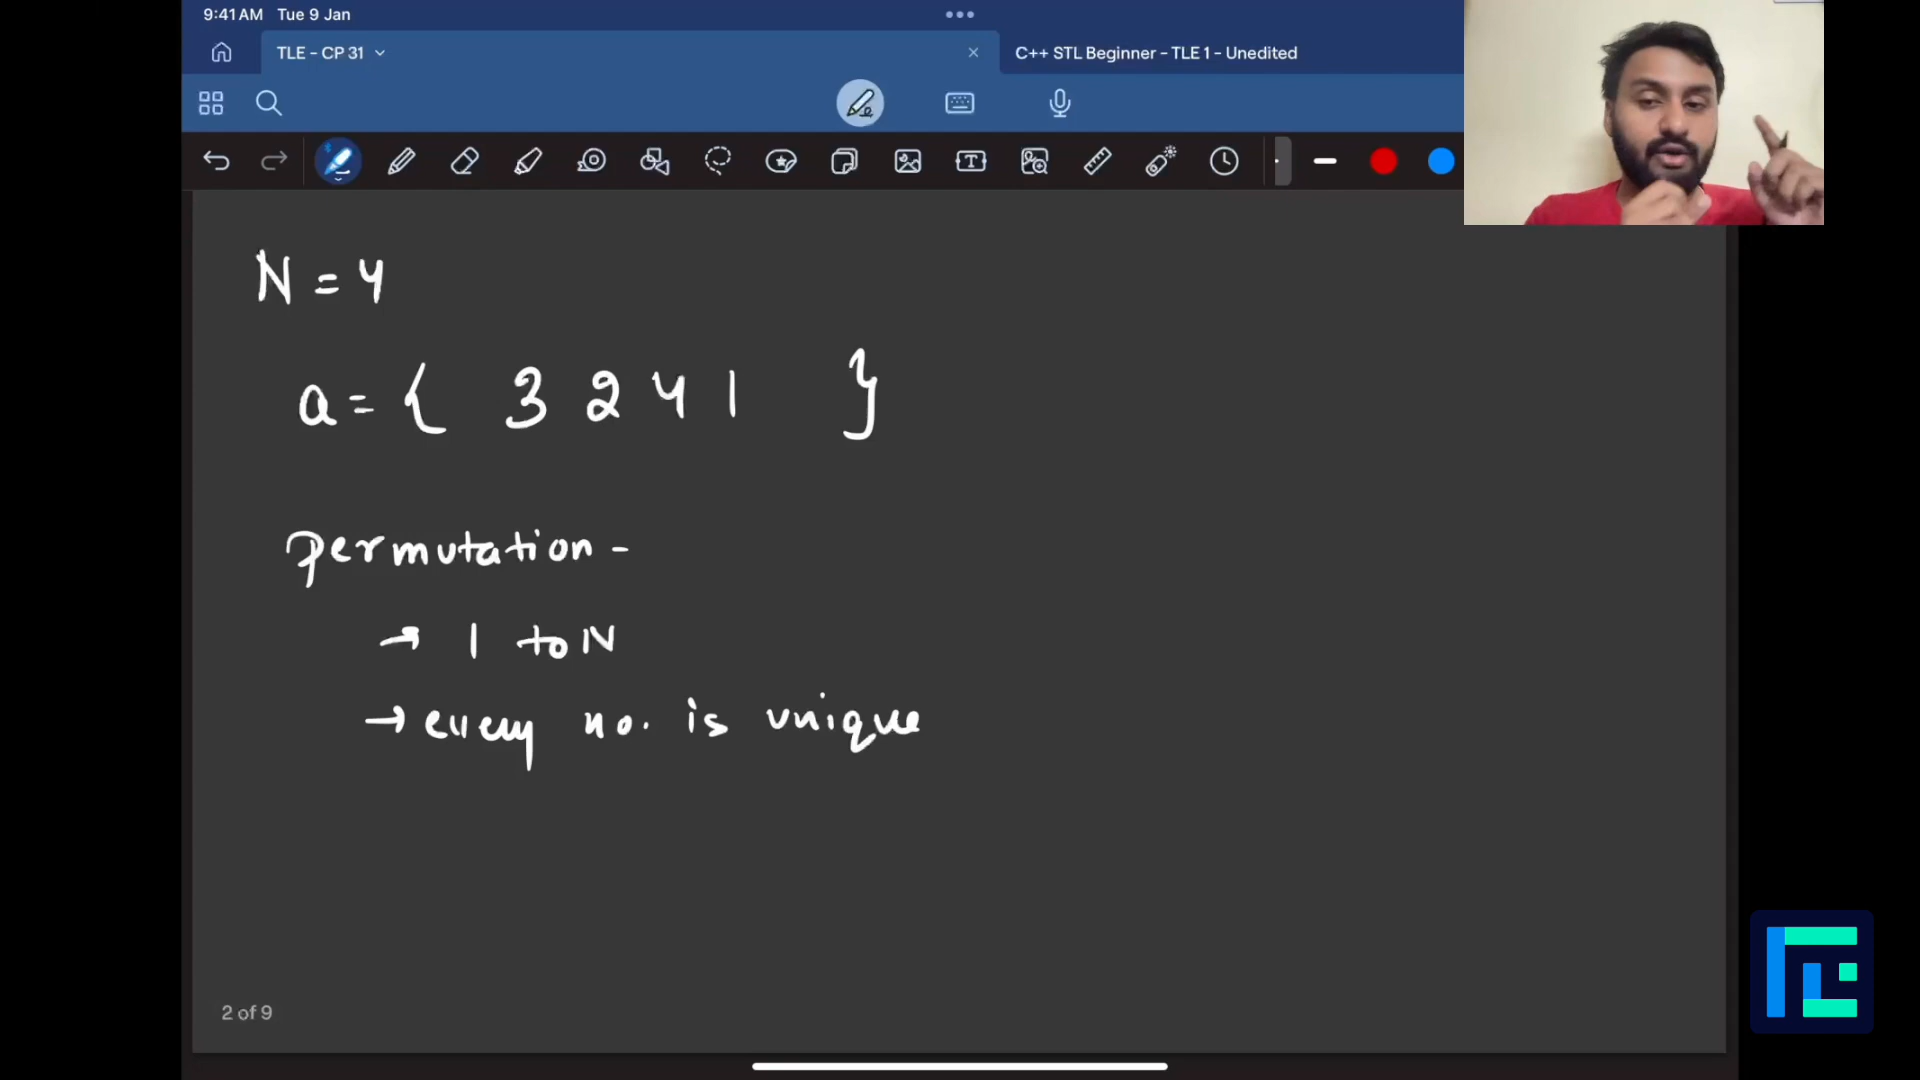 9:41 AM Tue 9 Jan
TLE - CP 31
C++ STL Beginner - TLE 1 - Unedited
N = 4
a = { 3 2 4 1 }
permutation -
→ 1 to N
→ every no. is unique
2 of 9